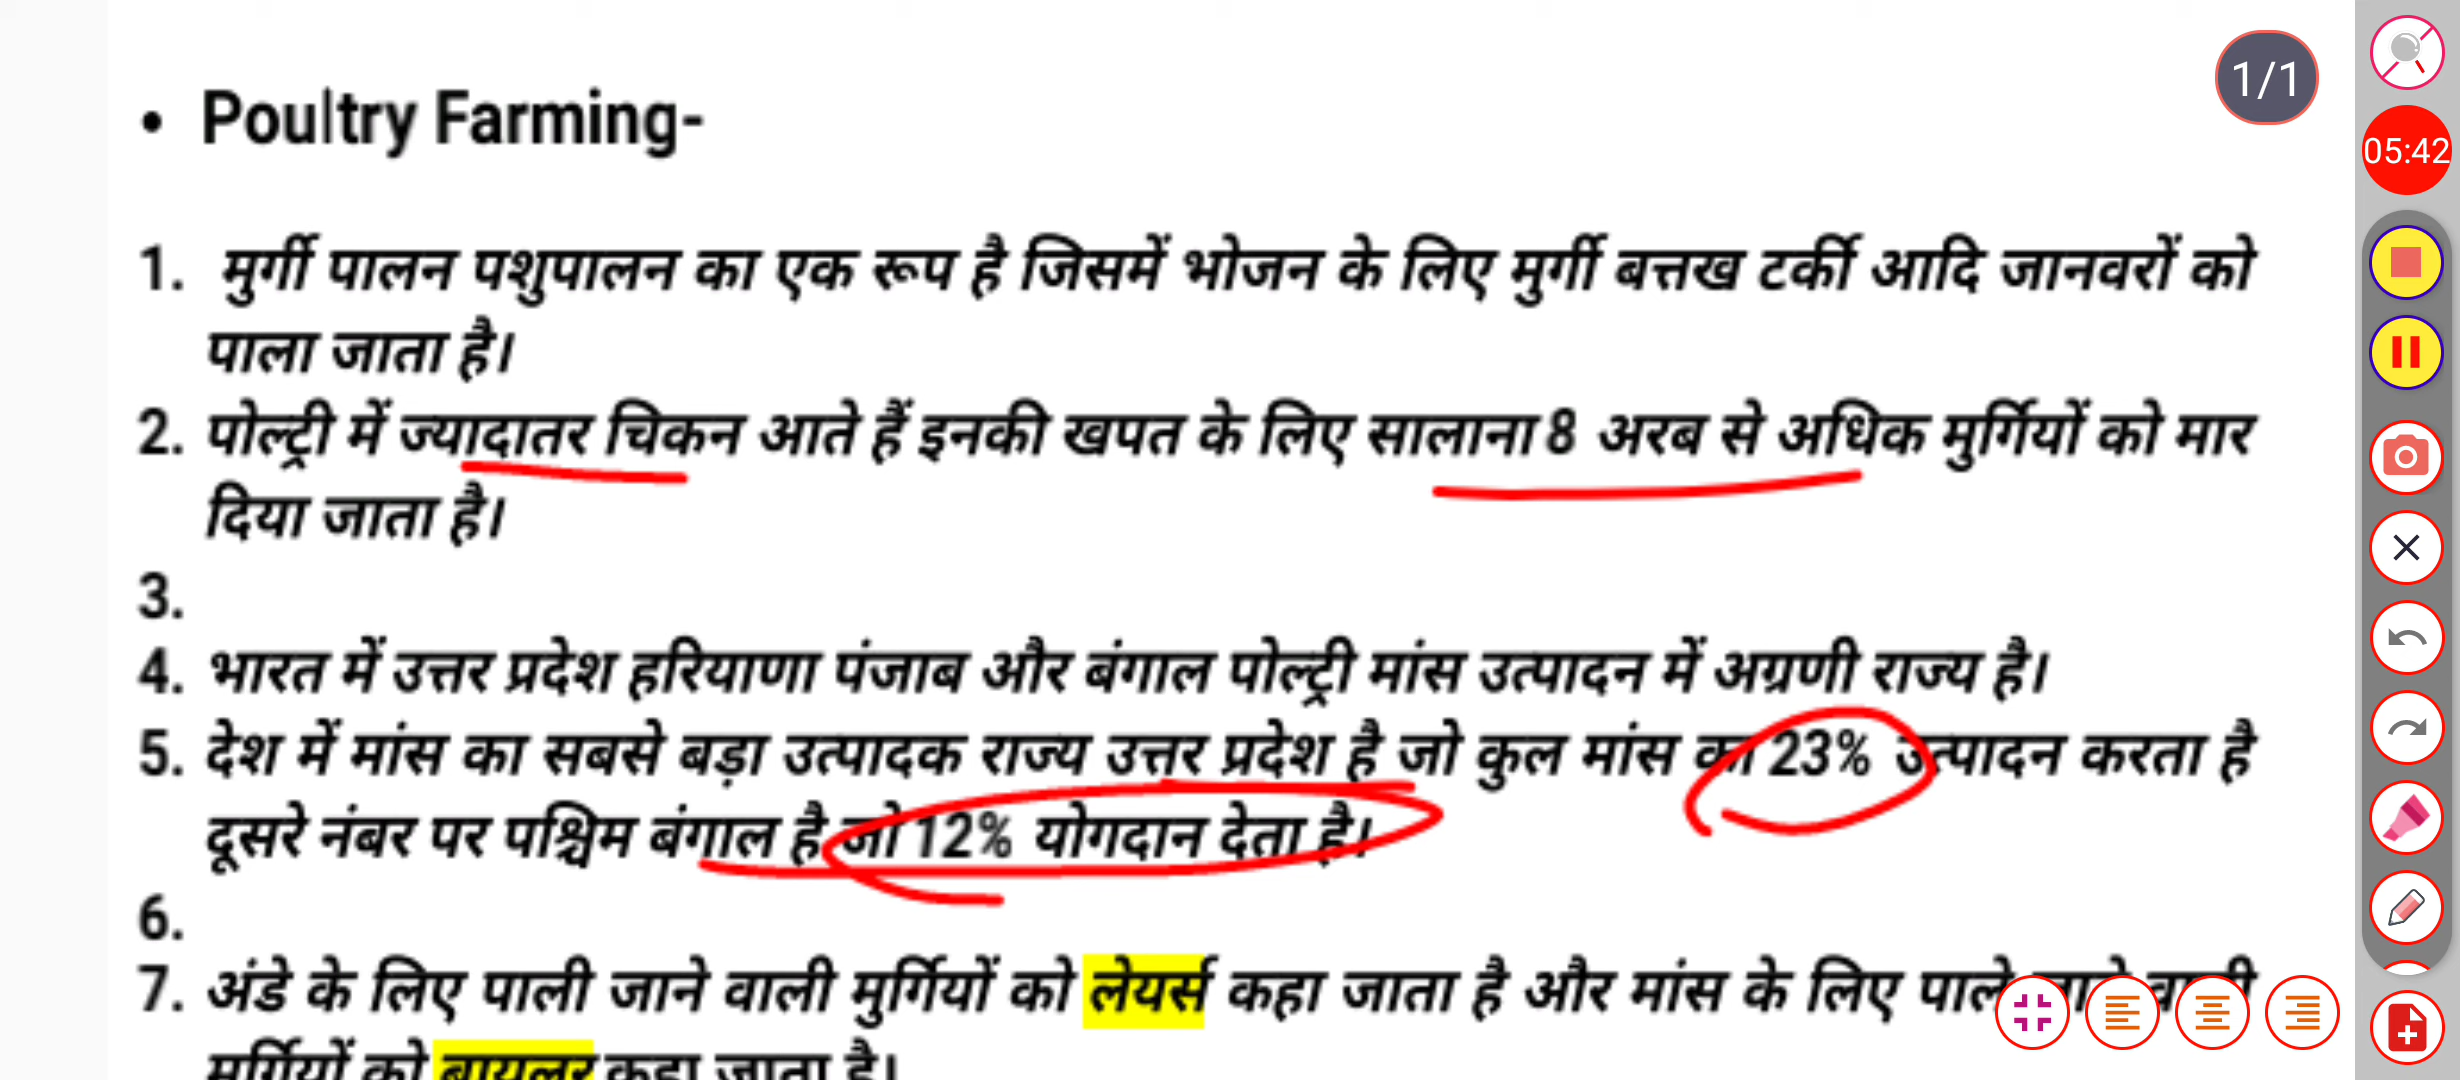 1/1
05:42
• Poultry Farming-
1. मुर्गी पालन पशुपालन का एक रूप है जिसमें भोजन के लिए मुर्गी बत्तख टर्की आदि जानवरों को
पाला जाता है।
2. पोल्ट्री में ज्यादातर चिकन आते हैं इनकी खपत के लिए सालाना 8 अरब से अधिक मुर्गियों को मार
दिया जाता है।
3.
4. भारत में उत्तर प्रदेश हरियाणा पंजाब और बंगाल पोल्ट्री मांस उत्पादन में अग्रणी राज्य है।
5. देश में मांस का सबसे बड़ा उत्पादक राज्य उत्तर प्रदेश है जो कुल मांस का 23% उत्पादन करता है
दूसरे नंबर पर पश्चिम बंगाल है जो 12% योगदान देता है।
6.
7. अंडे के लिए पाली जाने वाली मुर्गियों को लेयर्स कहा जाता है और मांस के लिए पाले
मुर्गियों को बायलर कहा जाता है।